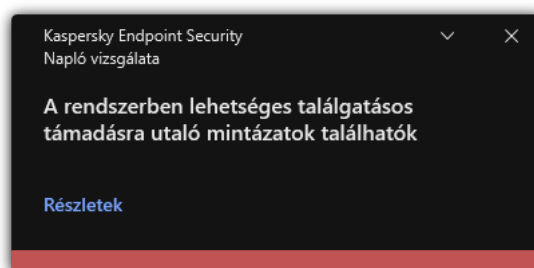 Kaspersky Endpoint Security
Napló vizsgálata
A rendszerben lehetséges találgatásos
támadásra utaló mintázatok találhatók
Részletek